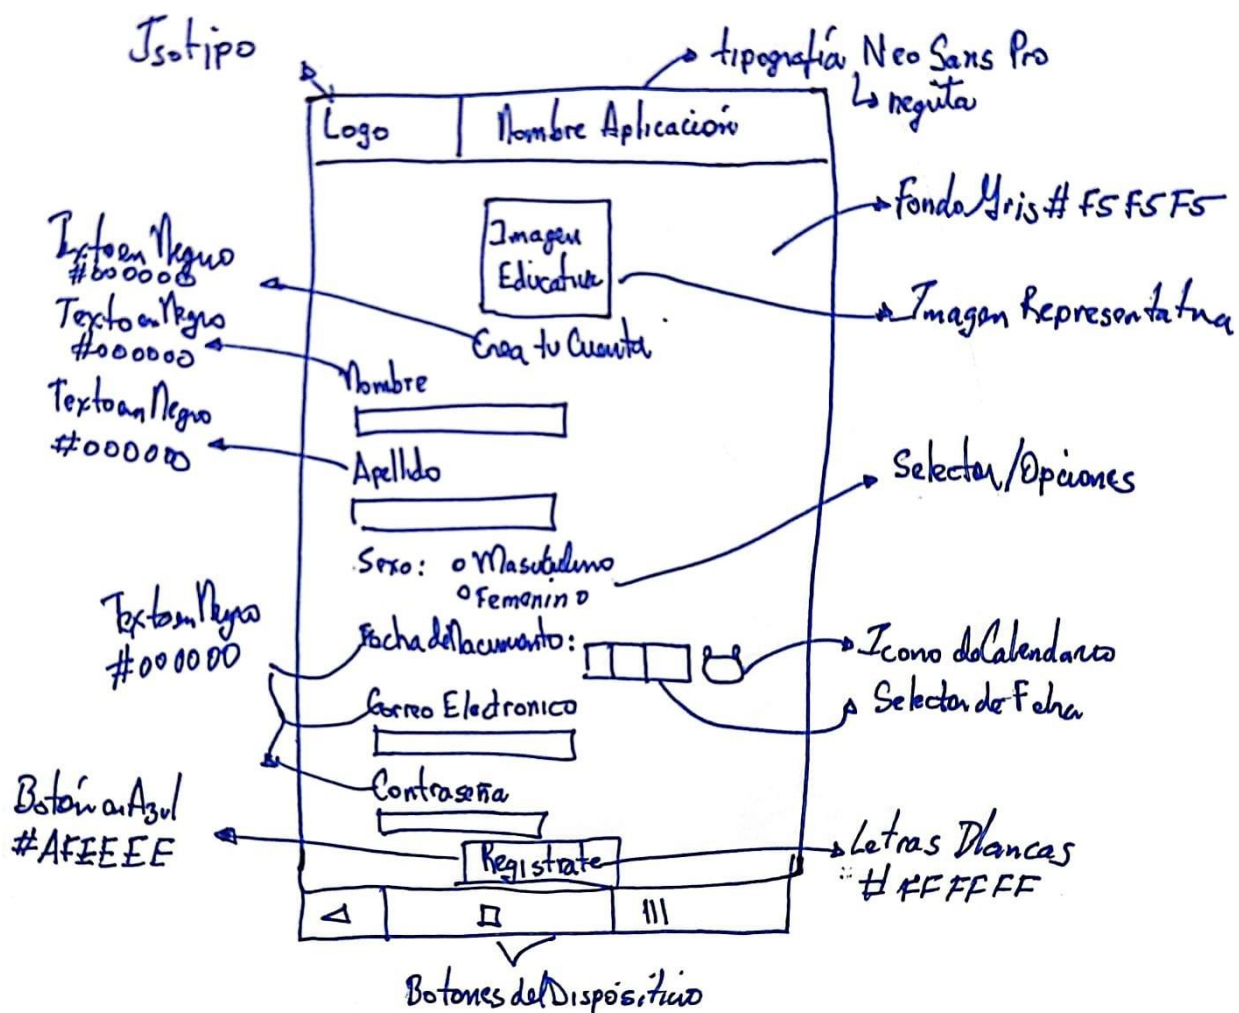 Isotipo
tipografía Neo Sans Pro
↳ negrita
Logo
Nombre Aplicación
Fondo Gris #F5F5F5
Imagen
Educativa
Imagen Representativa
Texto en Negro
#000000
Crea tu Cuenta
Texto en Negro
#000000
Nombre
Texto en Negro
#000000
Apellido
Selector/Opciones
Sexo: o Masculino
o Femenino
Texto en Negro
#000000
Fecha de Nacimiento:
Icono de Calendario
Selector de Fecha
Correo Electronico
Contraseña
Botón en Azul
#AFEEEE
Registrate
Letras Blancas
#FFFFFF
Botones del Dispositivo